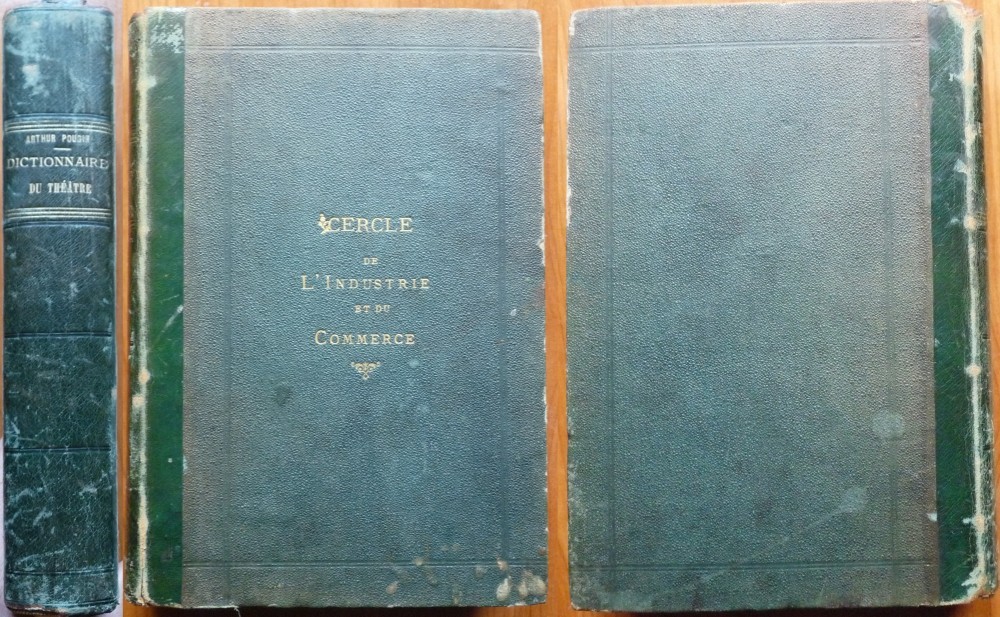 ARTHUR POUGIN
DICTIONNAIRE
DU THÉÂTRE
CERCLE
DE
L'INDUSTRIE
ET DU
COMMERCE